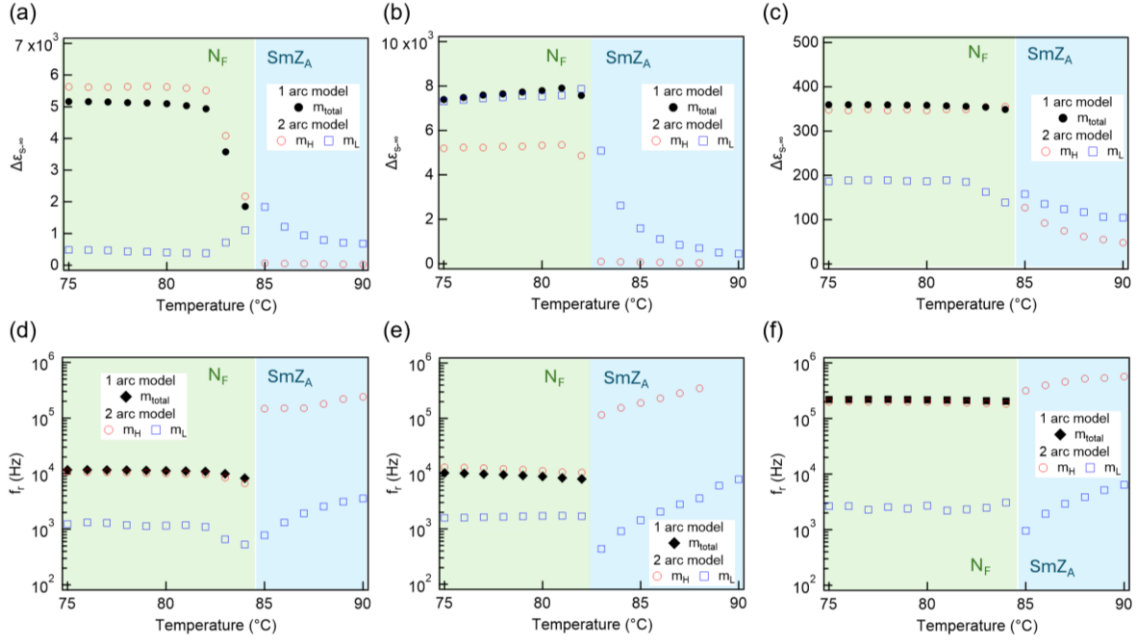 (a)
7 x10³
6
5
4
3
2
1
0
Δε_S-∞
N_F
SmZ_A
1 arc model
● m_total
2 arc model
○ m_H □ m_L
75 80 85 90
Temperature (°C)
(b)
10 x10³
8
6
4
2
0
Δε_S-∞
N_F
SmZ_A
1 arc model
● m_total
2 arc model
○ m_H □ m_L
75 80 85 90
Temperature (°C)
(c)
500
400
300
200
100
0
Δε_S-∞
N_F
SmZ_A
1 arc model
● m_total
2 arc model
○ m_H □ m_L
75 80 85 90
Temperature (°C)
(d)
10⁶
10⁵
10⁴
10³
10²
f_r (Hz)
N_F
SmZ_A
1 arc model
◆ m_total
2 arc model
○ m_H □ m_L
75 80 85 90
Temperature (°C)
(e)
10⁶
10⁵
10⁴
10³
10²
f_r (Hz)
N_F
SmZ_A
1 arc model
◆ m_total
2 arc model
○ m_H □ m_L
75 80 85 90
Temperature (°C)
(f)
10⁶
10⁵
10⁴
10³
10²
f_r (Hz)
1 arc model
◆ m_total
2 arc model
○ m_H □ m_L
N_F
SmZ_A
75 80 85 90
Temperature (°C)